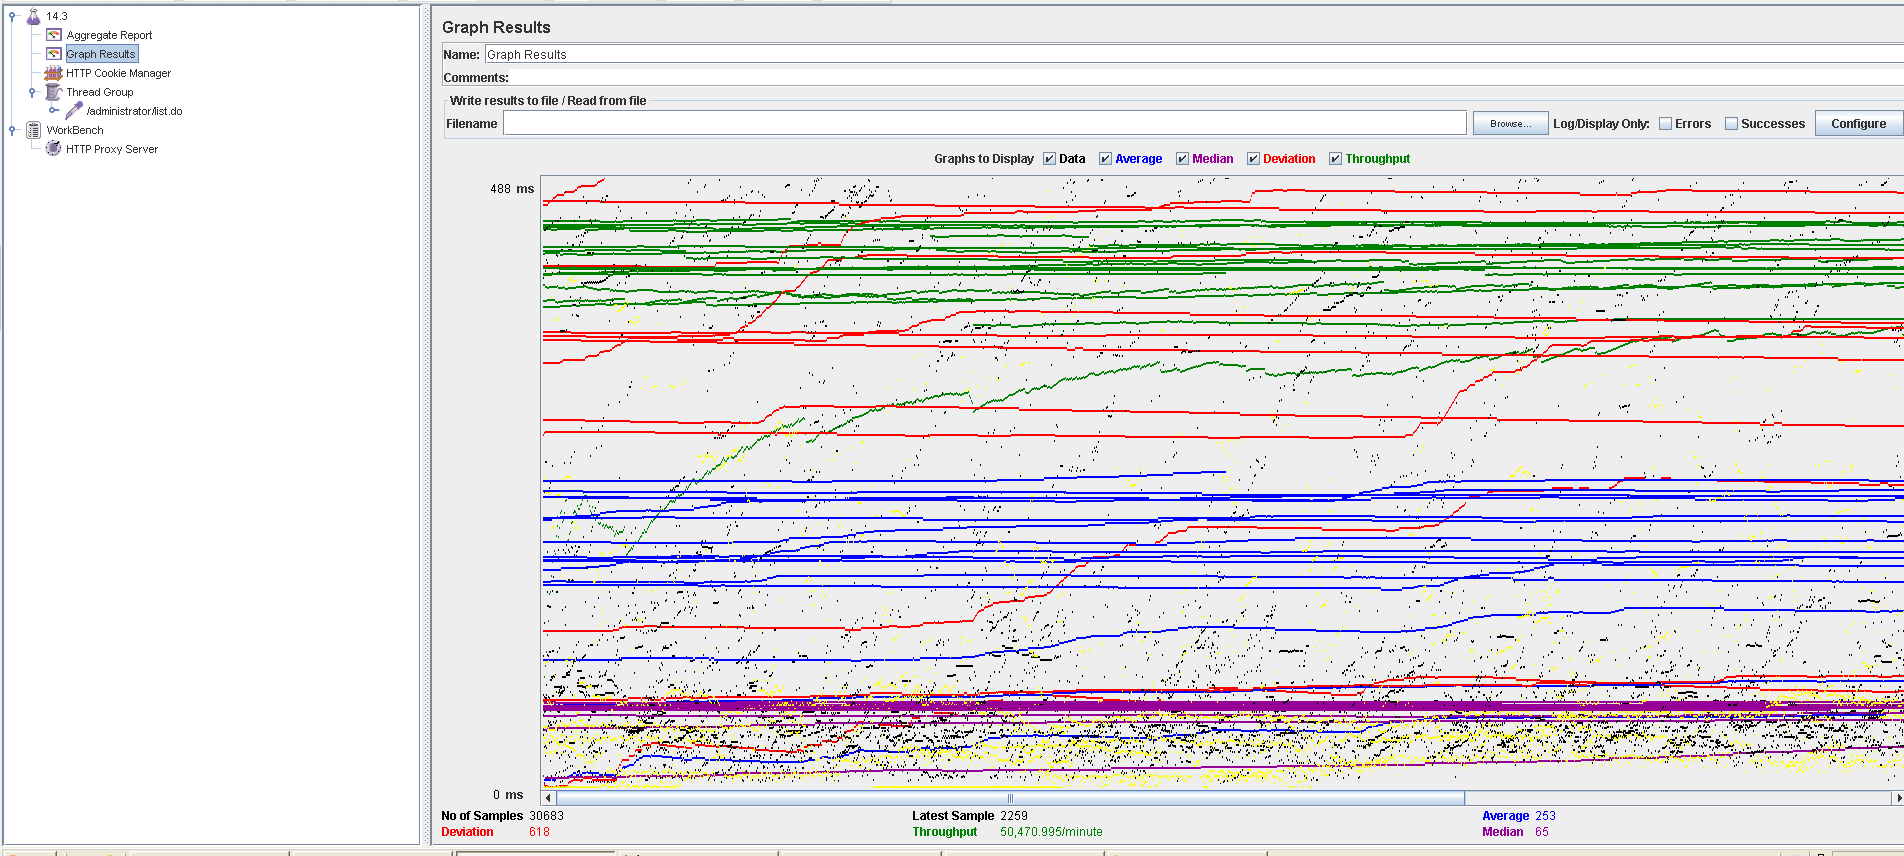 14.3
Aggregate Report
Graph Results
HTTP Cookie Manager
Thread Group
/administrator/list.do
WorkBench
HTTP Proxy Server
Graph Results
Name: Graph Results
Comments:
Write results to file / Read from file
Filename Browse... Log/Display Only: Errors Successes Configure
Graphs to Display Data Average Median Deviation Throughput
488 ms
0 ms
No of Samples 30683 Latest Sample 2259 Average 253
Deviation 618 Throughput 50,470.995/minute Median 65